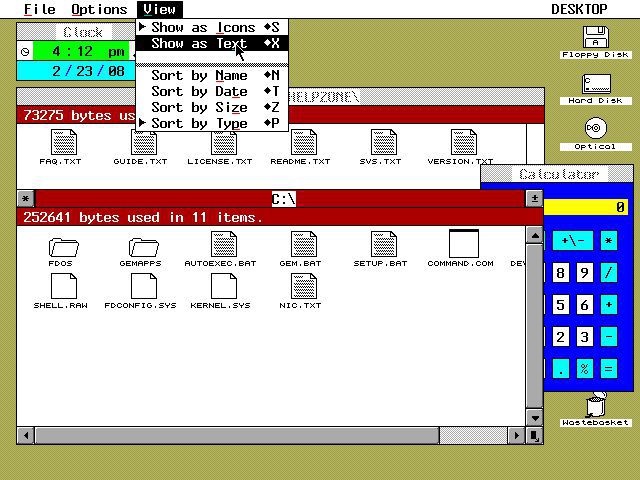 File Options View DESKTOP
Clock
4:12 pm
2/23/08
Show as Icons ◆S
Show as Text ◆X
Sort by Name ◆N
Sort by Date ◆T
Sort by Size ◆Z
Sort by Type ◆P
Floppy Disk
Hard Disk
Optical
HELPZONE\
73275 bytes us
FAQ.TXT GUIDE.TXT LICENSE.TXT README.TXT SVS.TXT VERSION.TXT
Calculator
0
+\- *
8 9 /
5 6 +
2 3 -
. % =
C:\
252641 bytes used in 11 items.
FDOS GEMAPPS AUTOEXEC.BAT GEM.BAT SETUP.BAT COMMAND.COM DEV
SHELL.RAW FDCONFIG.SYS KERNEL.SYS NIC.TXT
Wastebasket